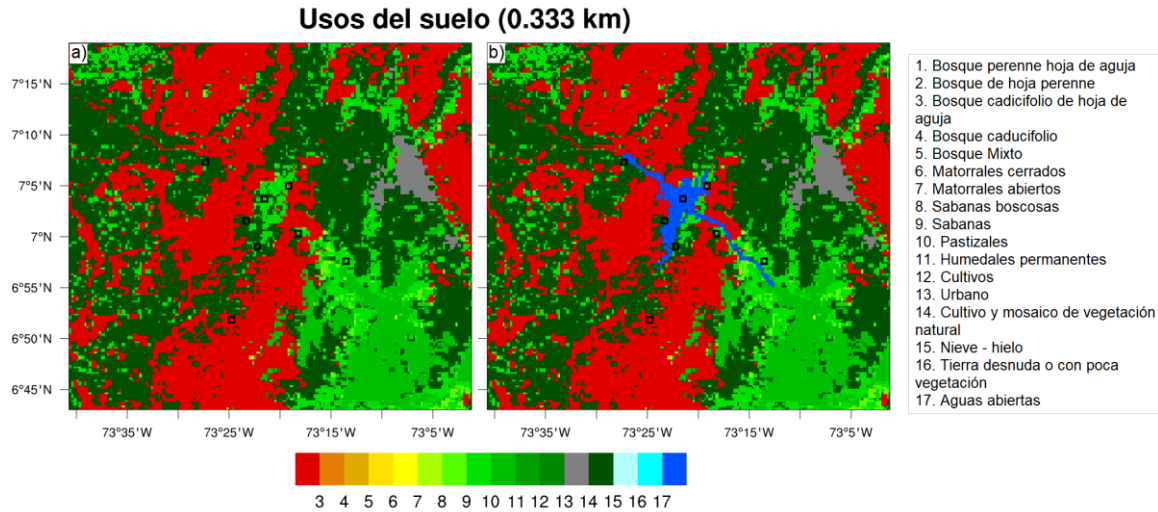 Usos del suelo (0.333 km)
a)
b)
7°15'N
7°10'N
7°5'N
7°N
6°55'N
6°50'N
6°45'N
73°35'W 73°25'W 73°15'W 73°5'W
73°35'W 73°25'W 73°15'W 73°5'W
3 4 5 6 7 8 9 10 11 12 13 14 15 16 17
1. Bosque perenne hoja de aguja
2. Bosque de hoja perenne
3. Bosque cadicifolio de hoja de
aguja
4. Bosque caducifolio
5. Bosque Mixto
6. Matorrales cerrados
7. Matorrales abiertos
8. Sabanas boscosas
9. Sabanas
10. Pastizales
11. Humedales permanentes
12. Cultivos
13. Urbano
14. Cultivo y mosaico de vegetación
natural
15. Nieve - hielo
16. Tierra desnuda o con poca
vegetación
17. Aguas abiertas